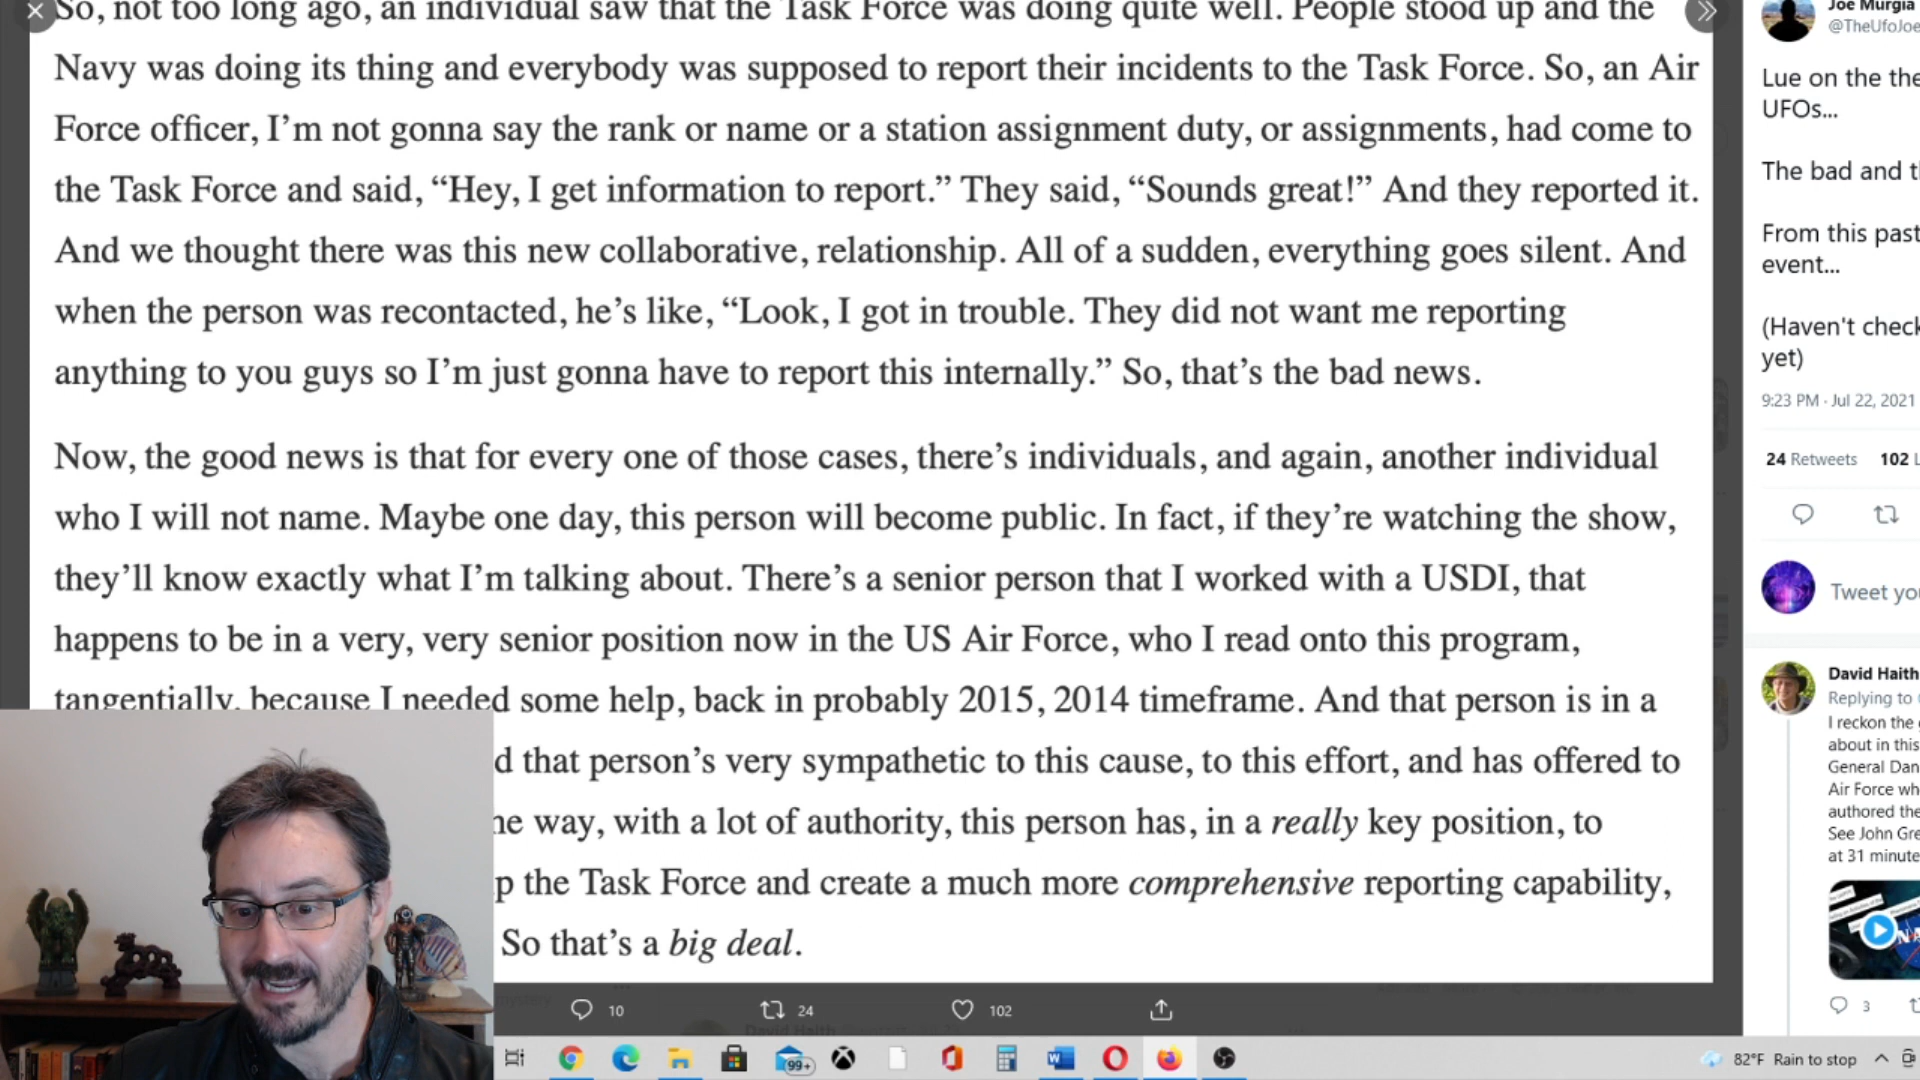 So, not too long ago, an individual saw that the Task Force was doing quite well. People stood up and the
Navy was doing its thing and everybody was supposed to report their incidents to the Task Force. So, an Air
Force officer, I’m not gonna say the rank or name or a station assignment duty, or assignments, had come to
the Task Force and said, “Hey, I get information to report.” They said, “Sounds great!” And they reported it.
And we thought there was this new collaborative, relationship. All of a sudden, everything goes silent. And
when the person was recontacted, he’s like, “Look, I got in trouble. They did not want me reporting
anything to you guys so I’m just gonna have to report this internally.” So, that’s the bad news.
Now, the good news is that for every one of those cases, there’s individuals, and again, another individual
who I will not name. Maybe one day, this person will become public. In fact, if they’re watching the show,
they’ll know exactly what I’m talking about. There’s a senior person that I worked with a USDI, that
happens to be in a very, very senior position now in the US Air Force, who I read onto this program,
tangentially, because I needed some help, back in probably 2015, 2014 timeframe. And that person is in a
d that person’s very sympathetic to this cause, to this effort, and has offered to
he way, with a lot of authority, this person has, in a really key position, to
p the Task Force and create a much more comprehensive reporting capability,
So that’s a big deal.
10 24 102
Joe Murgia
@TheUfoJoe
Lue on the the
UFOs...
The bad and t
From this past
event...
(Haven't check
yet)
9:23 PM · Jul 22, 2021
24 Retweets 102 L
Tweet yo
David Haith
Replying to
I reckon the
about in this
General Dan
Air Force wh
authored the
See John Gre
at 31 minute
3
99+
82°F Rain to stop